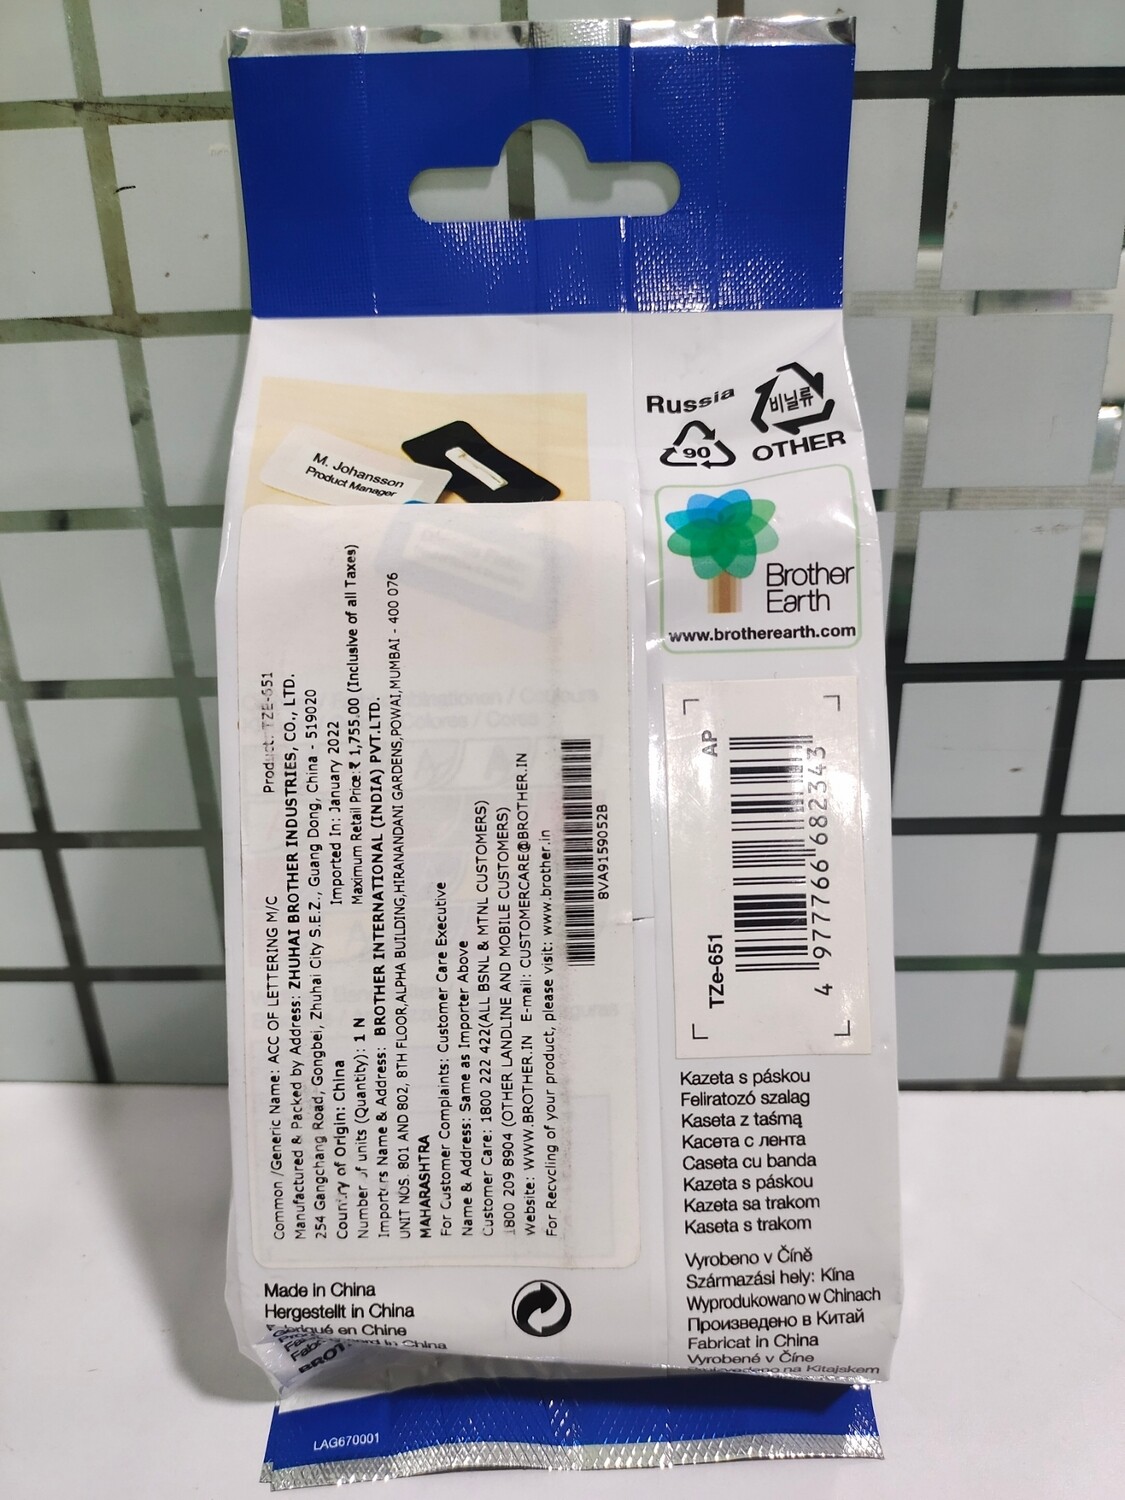 M. Johansson
Product Manager
Russia
90
비닐류
OTHER
Brother
Earth
www.brotherearth.com
Product: TZE-651
Common /Generic Name: ACC OF LETTERING M/C
Manufactured & Packed by Address: ZHUHAI BROTHER INDUSTRIES, CO., LTD.
254 Gangchang Road, Gongbei, Zhuhai City S.E.Z., Guang Dong, China - 519020
Country of Origin: China Imported In: January 2022
Number of units (Quantity): 1 N Maximum Retail Price: ₹ 1,755.00 (Inclusive of all Taxes)
Importers Name & Address: BROTHER INTERNATIONAL (INDIA) PVT.LTD.
UNIT NOS. 801 AND 802, 8TH FLOOR,ALPHA BUILDING,HIRANANDANI GARDENS,POWAI,MUMBAI - 400 076
MAHARASHTRA
For Customer Complaints: Customer Care Executive
Name & Address: Same as Importer Above
Customer Care: 1800 222 422(ALL BSNL & MTNL CUSTOMERS)
1800 209 8904 (OTHER LANDLINE AND MOBILE CUSTOMERS)
Website: WWW.BROTHER.IN E-mail: CUSTOMERCARE@BROTHER.IN
For Recycling of your product, please visit: www.brother.in
8VA9159052B
AP
TZe-651
4 977766 682343
Kazeta s páskou
Feliratozó szalag
Kaseta z taśmą
Касета с лента
Caseta cu banda
Kazeta s páskou
Kazeta sa trakom
Kaseta s trakom
Vyrobeno v Číně
Származási hely: Kína
Wyprodukowano w Chinach
Произведено в Китай
Fabricat in China
Vyrobené v Číne
na Kitajskem
Made in China
Hergestellt in China
Fabriqué en Chine
in China
LAG670001